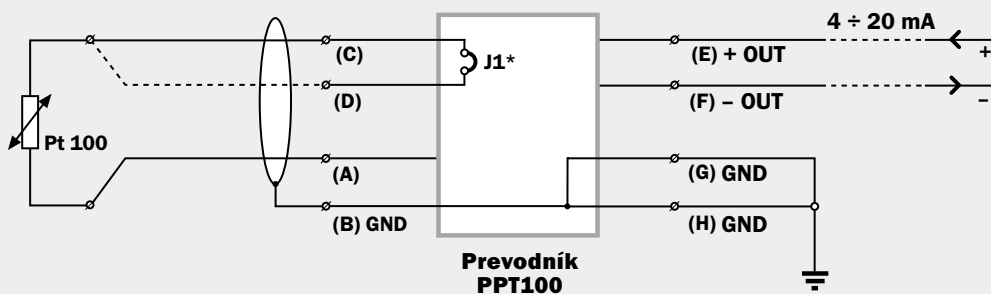 4 ÷ 20 mA
(C)
J1*
(E) + OUT
+
(D)
(F) – OUT
–
Pt 100
(A)
(G) GND
(B) GND
(H) GND
Prevodník
PPT100